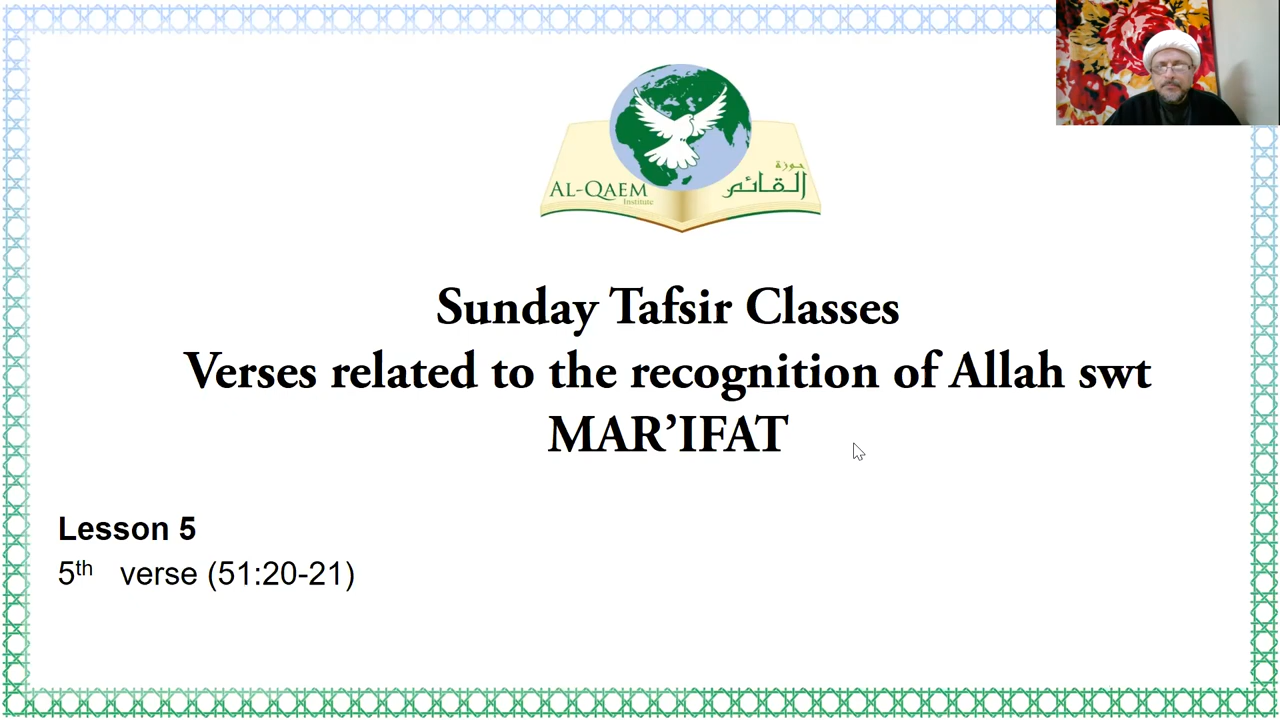 حوزة
AL-QAEM القائم
Institute
Sunday Tafsir Classes
Verses related to the recognition of Allah swt
MAR’IFAT
Lesson 5
5th verse (51:20-21)